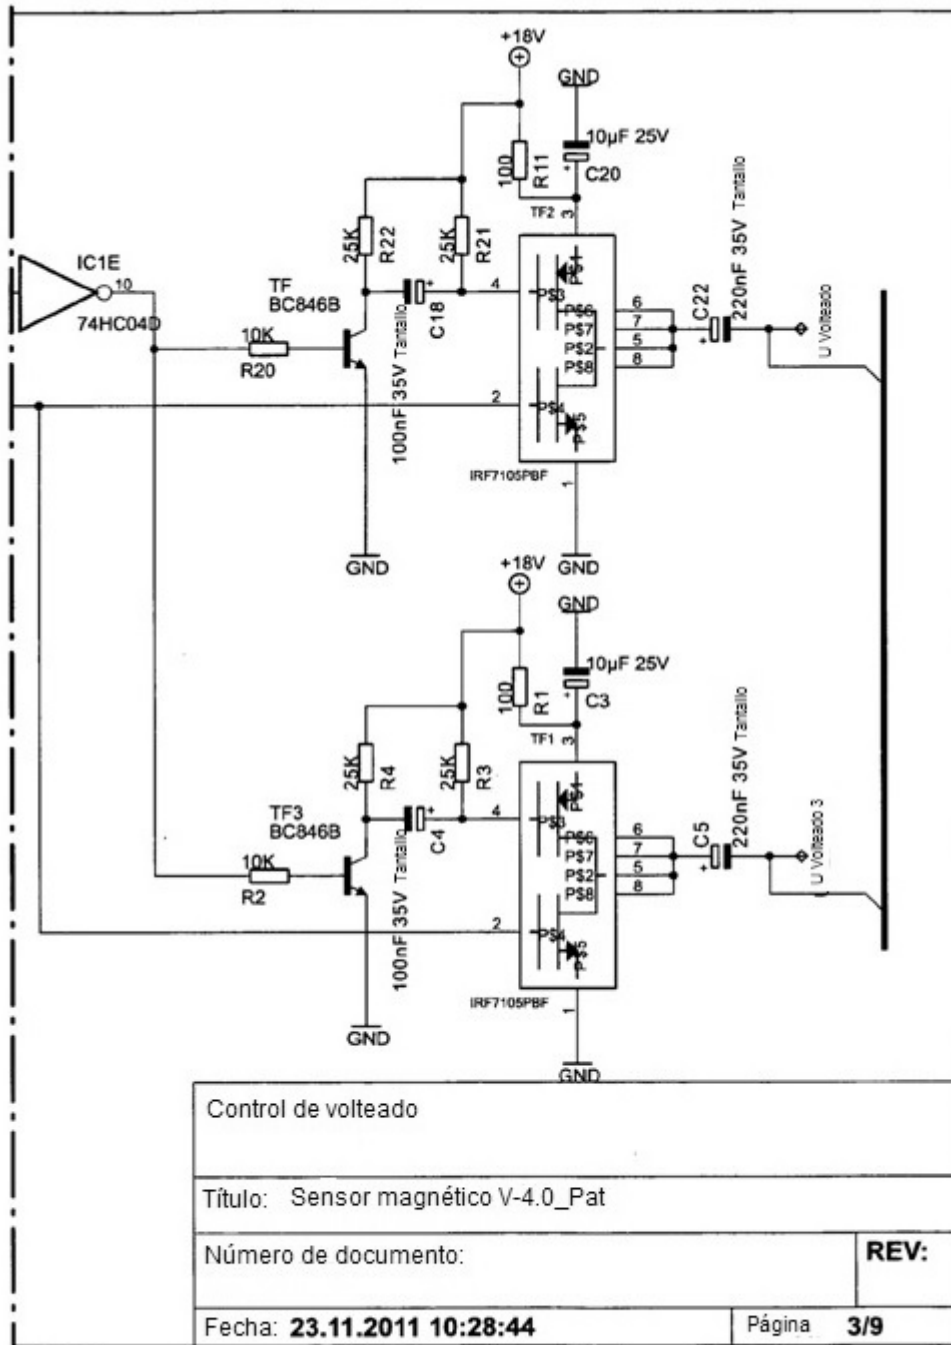 +18V
GND
10µF 25V
C20
100
R11
TF2
3
25K
R22
25K
R21
IC1E
10
74HC04D
TF
BC846B
10K
R20
100nF 35V Tantallo
C18
4
2
P$1
P$3
P$6
P$7
P$2
P$8
P$4
P$5
6
7
5
8
C22
220nF 35V Tantallo
U Volteado
IRF7105PBF
1
GND
GND
+18V
GND
10µF 25V
C3
100
R1
TF1
3
25K
R4
25K
R3
TF3
BC846B
10K
R2
100nF 35V Tantallo
C4
4
2
P$1
P$3
P$6
P$7
P$2
P$8
P$4
P$5
6
7
5
8
C5
220nF 35V Tantallo
U Volteado 3
IRF7105PBF
1
GND
GND
Control de volteado
Título: Sensor magnético V-4.0_Pat
Número de documento:
REV:
Fecha: 23.11.2011 10:28:44
Página 3/9